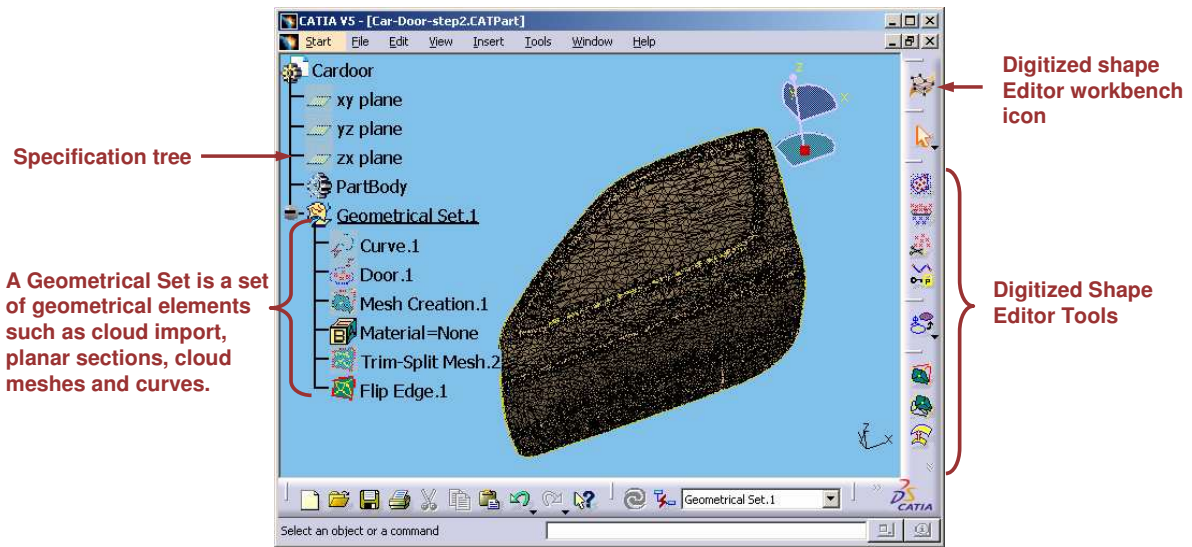 CATIA V5 - [Car-Door-step2.CATPart]
Start File Edit View Insert Tools Window Help
Cardoor
xy plane
yz plane
zx plane
PartBody
Geometrical Set.1
Curve.1
Door.1
Mesh Creation.1
Material=None
Trim-Split Mesh.2
Flip Edge.1
z
y
x
z
y
x
B
P
Specification tree
A Geometrical Set is a set
of geometrical elements
such as cloud import,
planar sections, cloud
meshes and curves.
Digitized shape
Editor workbench
icon
Digitized Shape
Editor Tools
Geometrical Set.1
DS
CATIA
Select an object or a command